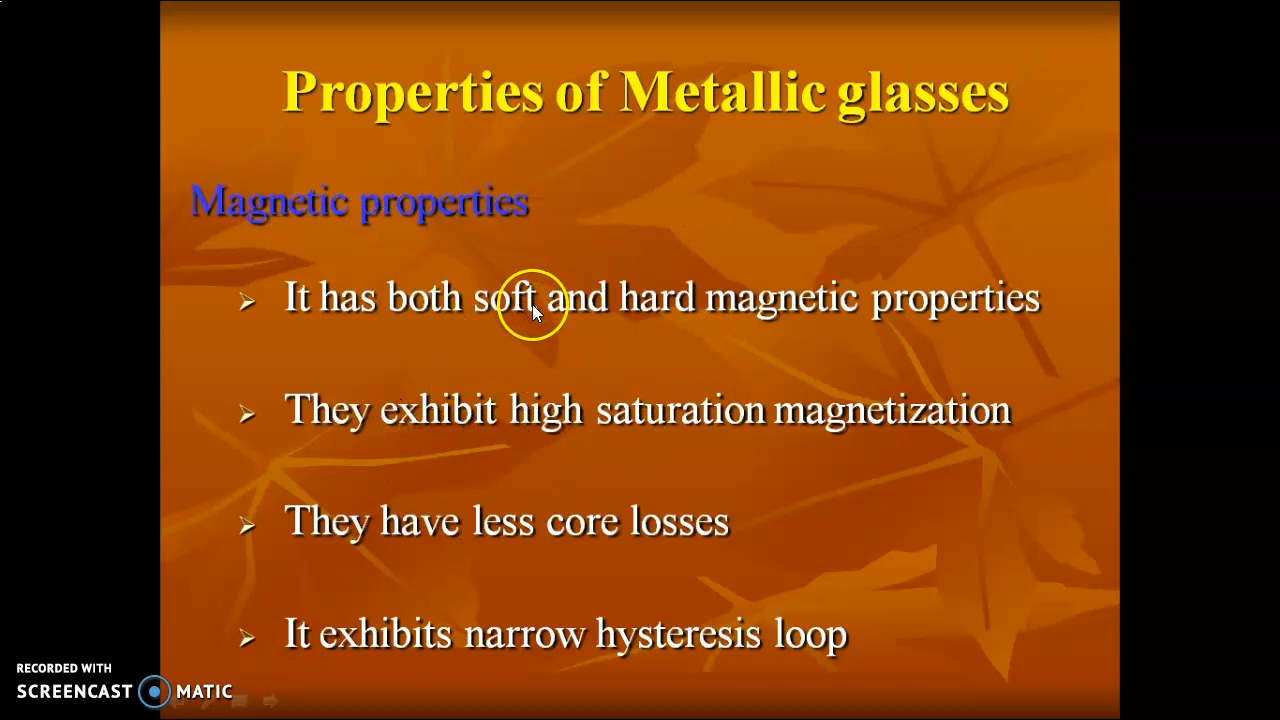 Properties of Metallic glasses
Magnetic properties
It has both soft and hard magnetic properties
They exhibit high saturation magnetization
They have less core losses
It exhibits narrow hysteresis loop
RECORDED WITH
SCREENCAST MATIC